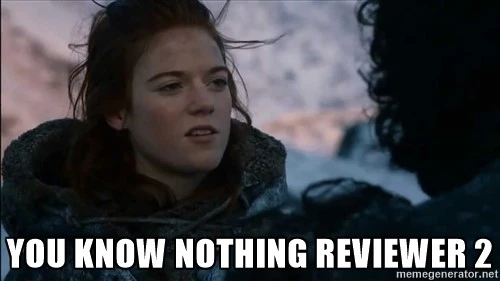 YOU KNOW NOTHING REVIEWER 2
memegenerator.net